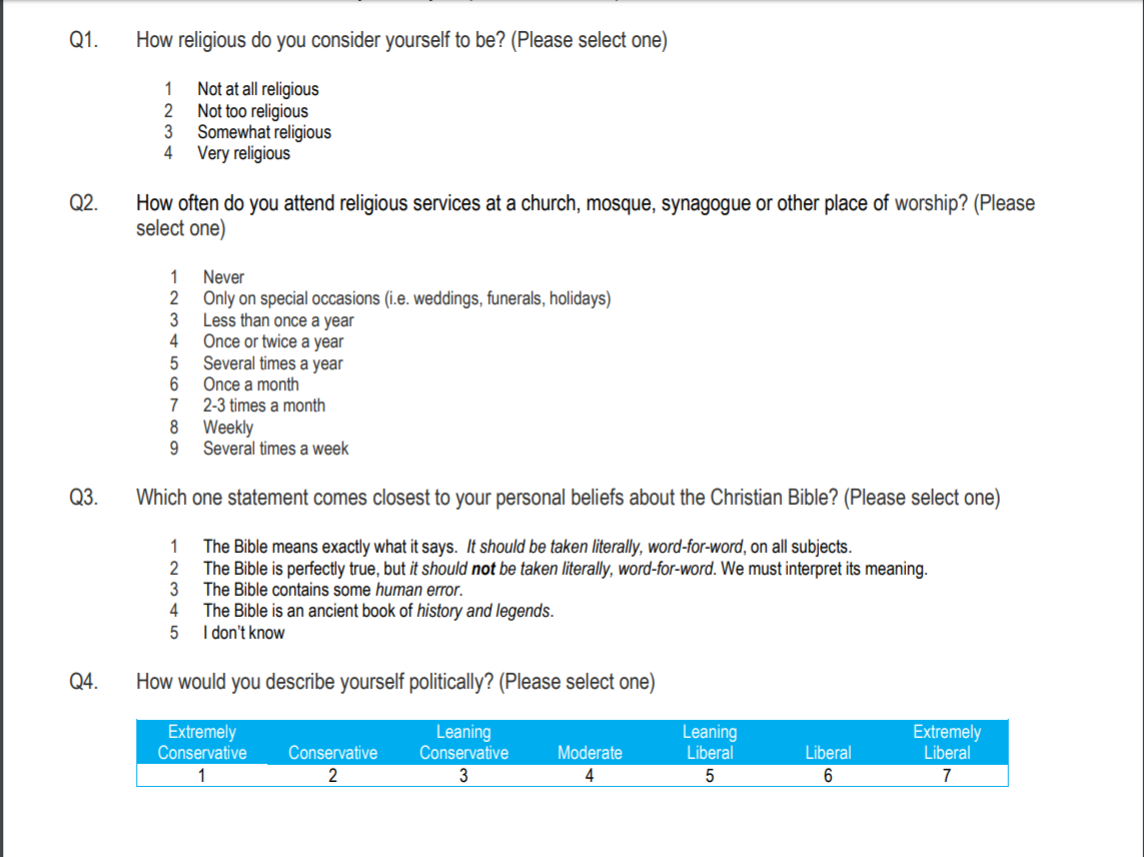 Q1. How religious do you consider yourself to be? (Please select one)
1 Not at all religious
2 Not too religious
3 Somewhat religious
4 Very religious
Q2. How often do you attend religious services at a church, mosque, synagogue or other place of worship? (Please
select one)
1 Never
2 Only on special occasions (i.e. weddings, funerals, holidays)
3 Less than once a year
4 Once or twice a year
5 Several times a year
6 Once a month
7 2-3 times a month
8 Weekly
9 Several times a week
Q3. Which one statement comes closest to your personal beliefs about the Christian Bible? (Please select one)
1 The Bible means exactly what it says. It should be taken literally, word-for-word, on all subjects.
2 The Bible is perfectly true, but it should not be taken literally, word-for-word. We must interpret its meaning.
3 The Bible contains some human error.
4 The Bible is an ancient book of history and legends.
5 I don't know
Q4. How would you describe yourself politically? (Please select one)
Extremely Leaning Leaning Extremely
Conservative Conservative Conservative Moderate Liberal Liberal Liberal
1 2 3 4 5 6 7